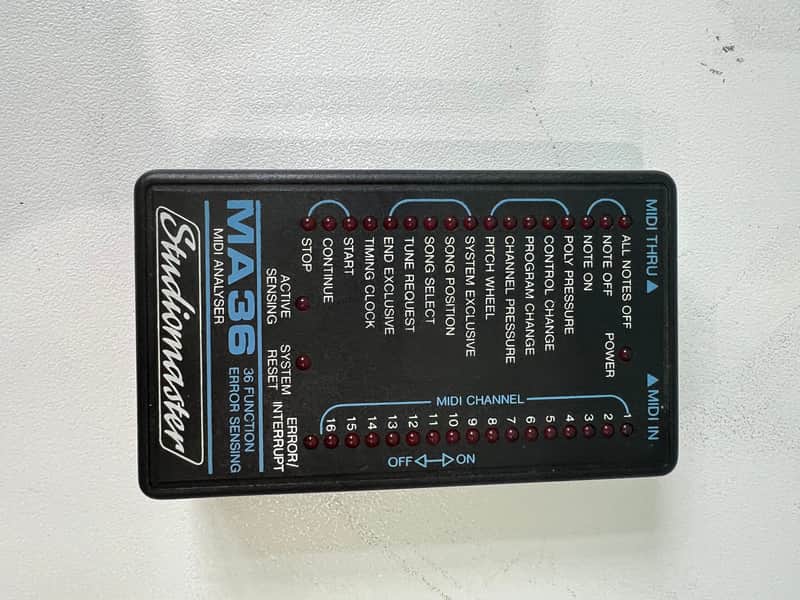 MIDI THRU ▲ ▲ MIDI IN
ALL NOTES OFF
NOTE OFF
NOTE ON
POLY PRESSURE
CONTROL CHANGE
PROGRAM CHANGE
CHANNEL PRESSURE
PITCH WHEEL
SYSTEM EXCLUSIVE
SONG POSITION
SONG SELECT
TUNE REQUEST
END EXCLUSIVE
TIMING CLOCK
START
CONTINUE
STOP
POWER
ACTIVE
SENSING
SYSTEM
RESET
ERROR/
INTERRUPT
MIDI CHANNEL
1
2
3
4
5
6
7
8
9
10
11
12
13
14
15
16
OFF ◁—▷ ON
MA36
36 FUNCTION
ERROR SENSING
MIDI ANALYSER
Studiomaster